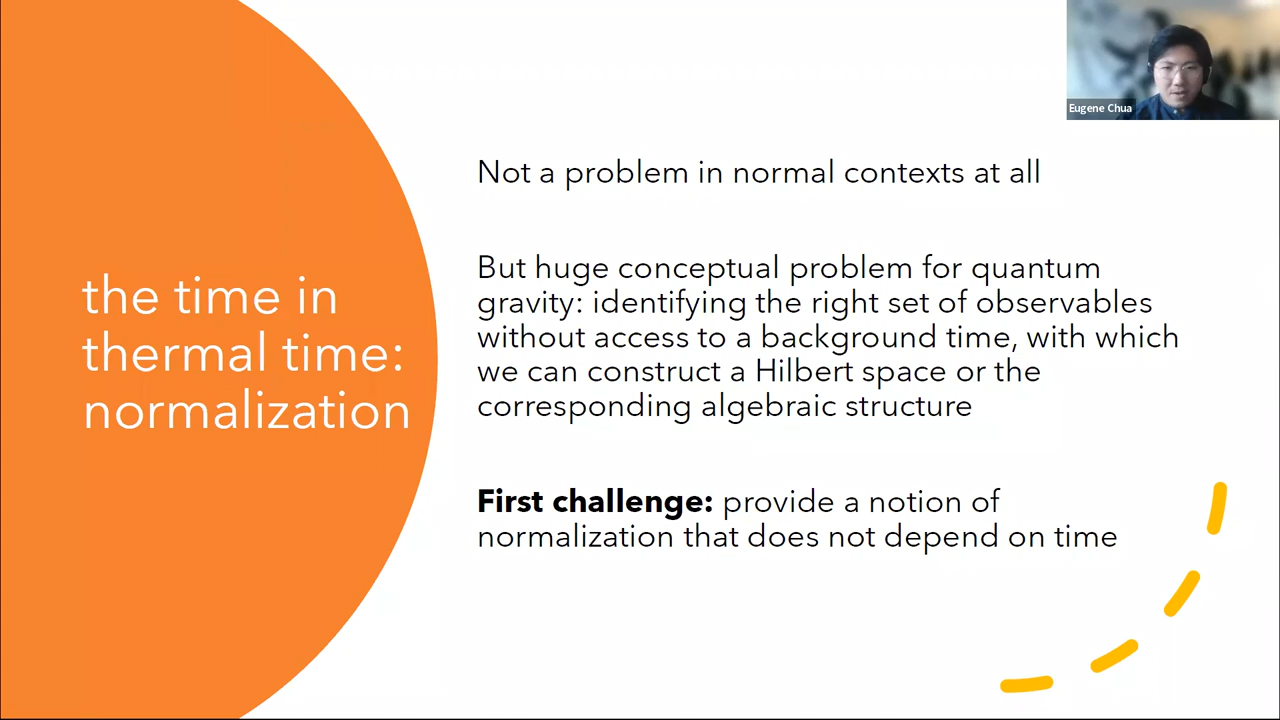 Eugene Chua
the time in
thermal time:
normalization
Not a problem in normal contexts at all
But huge conceptual problem for quantum
gravity: identifying the right set of observables
without access to a background time, with which
we can construct a Hilbert space or the
corresponding algebraic structure
First challenge: provide a notion of
normalization that does not depend on time